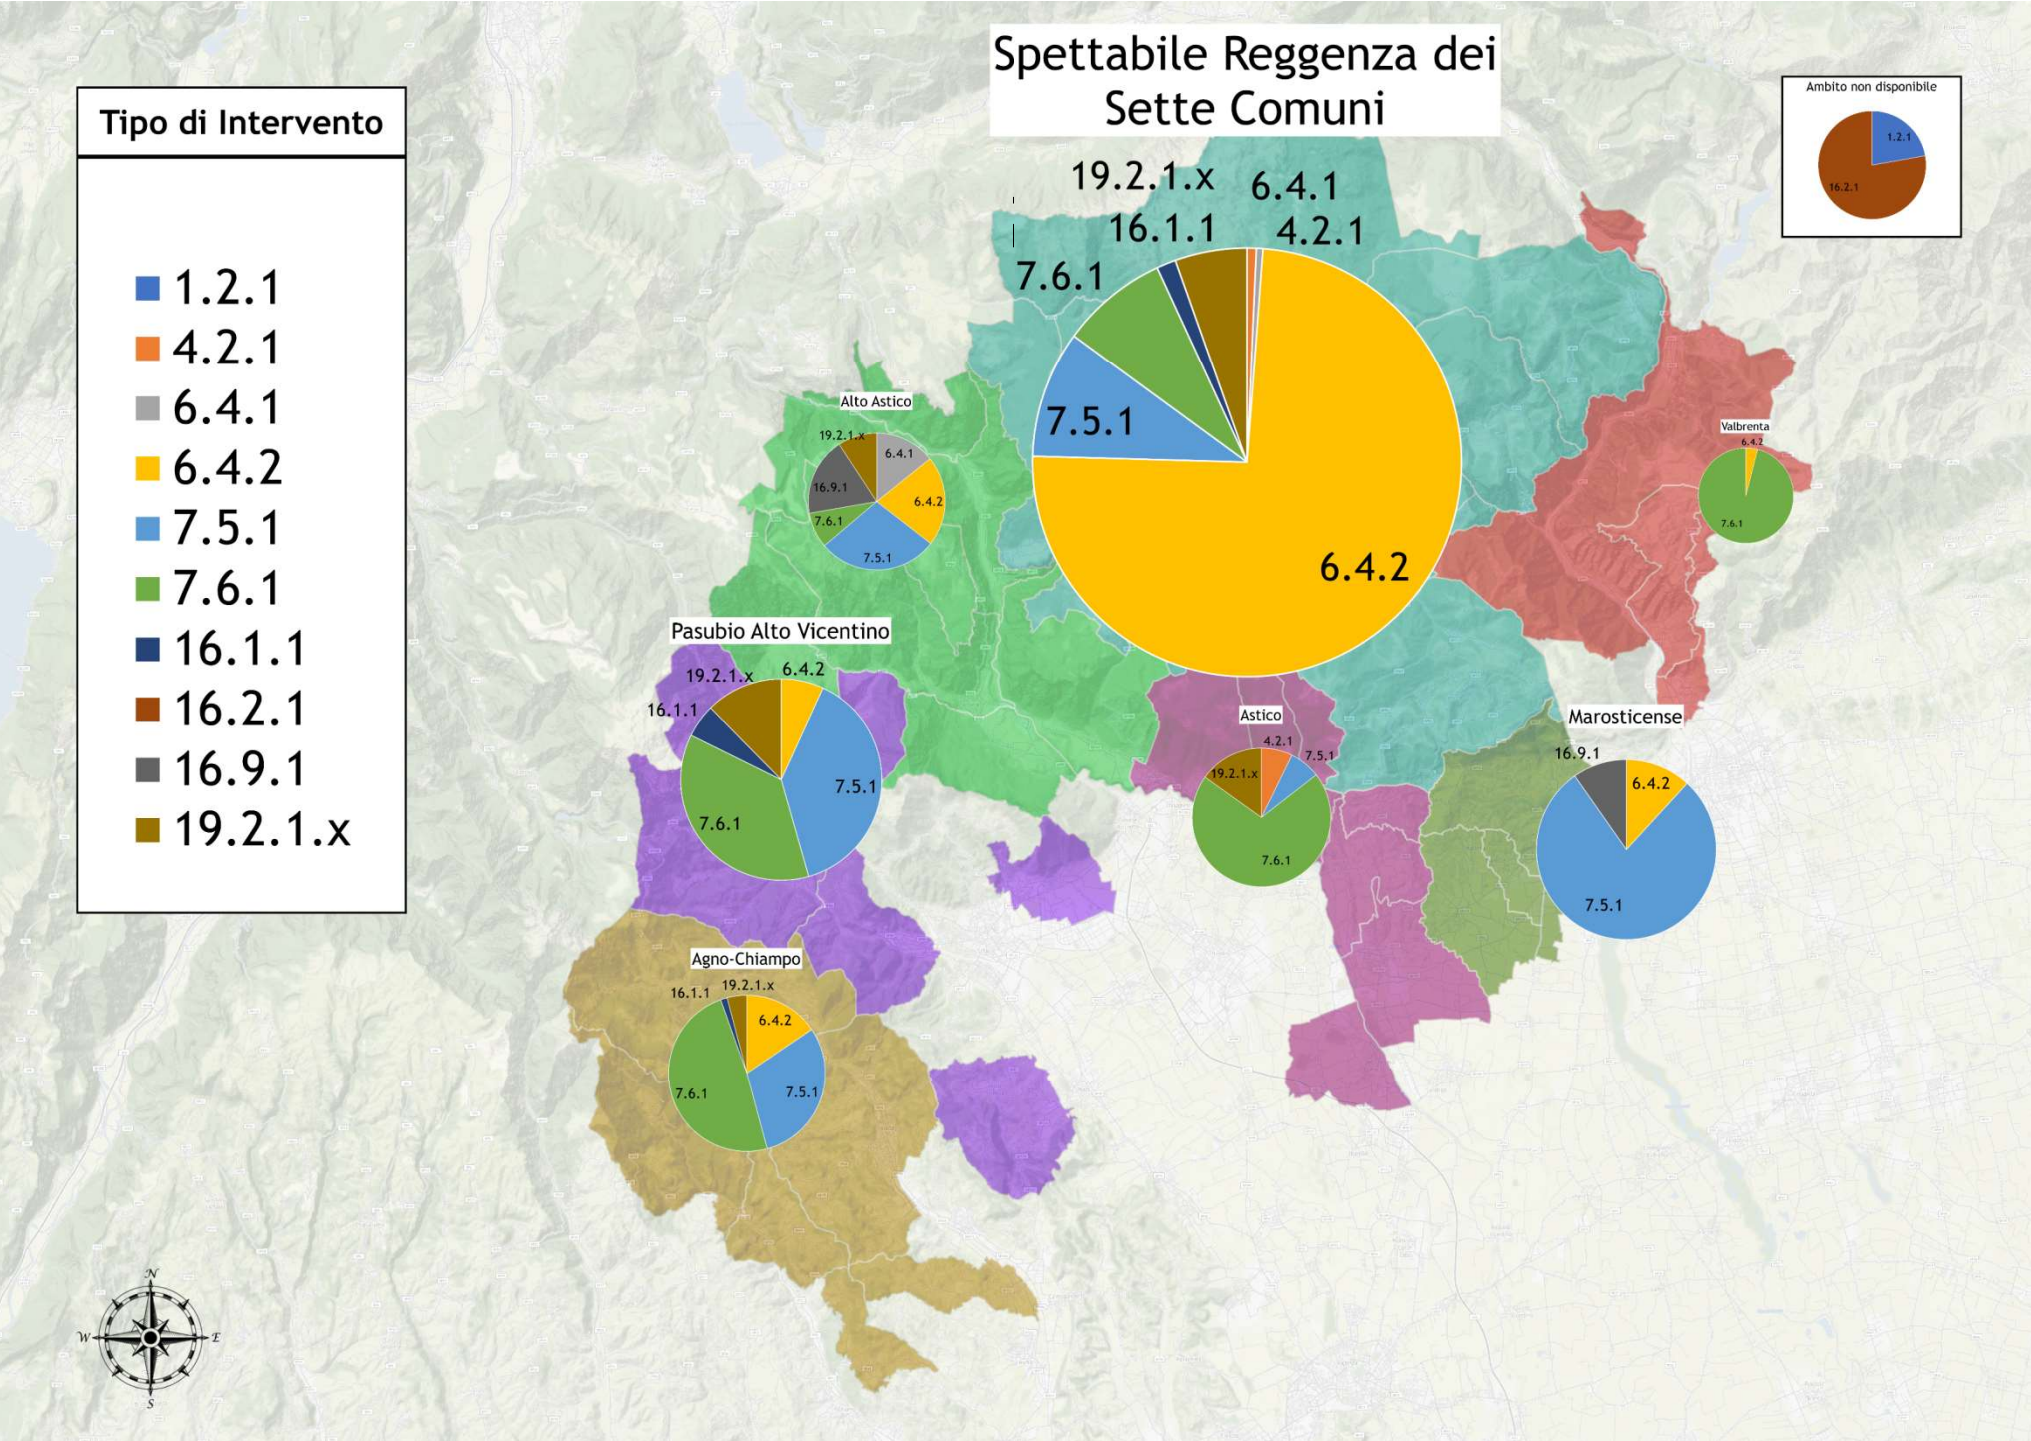 Spettabile Reggenza dei
Sette Comuni
Tipo di Intervento
1.2.1
4.2.1
6.4.1
6.4.2
7.5.1
7.6.1
16.1.1
16.2.1
16.9.1
19.2.1.x
Ambito non disponibile
1.2.1
16.2.1
19.2.1.x
6.4.1
16.1.1
4.2.1
7.6.1
7.5.1
6.4.2
Alto Astico
19.2.1.x
6.4.1
16.9.1
6.4.2
7.6.1
7.5.1
Valbrenta
6.4.2
7.6.1
Pasubio Alto Vicentino
19.2.1.x
6.4.2
16.1.1
7.5.1
7.6.1
Astico
4.2.1
7.5.1
19.2.1.x
7.6.1
Marosticense
16.9.1
6.4.2
7.5.1
Agno-Chiampo
19.2.1.x
16.1.1
6.4.2
7.6.1
7.5.1
N
W
E
S